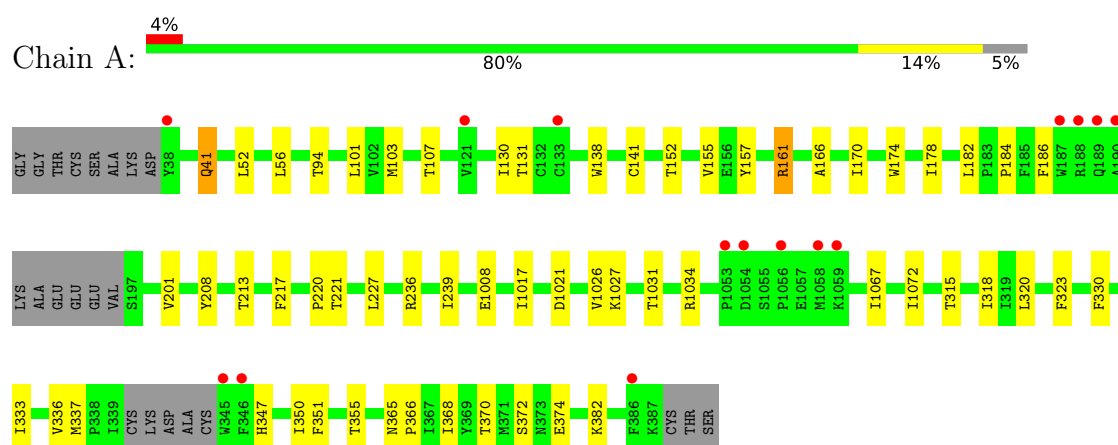 4%
Chain A:
80% 14% 5%
GLY GLY THR CYS SER ALA LYS ASP Y38 Q41 L52 L56 T94 L101 V102 M103 T107 V121 I130 T131 C132 C133 W138 C141 T152 V155 E156 Y157 R161 A166 I170 W174 I178 L182 P183 P184 F185 F186 W187 R188 Q189 A190
LYS ALA GLU GLU GLU VAL S197 V201 Y208 T213 F217 P220 T221 L227 R236 I239 E1008 I1017 D1021 V1026 K1027 T1031 R1034 P1053 D1054 S1055 P1056 E1057 M1058 K1059 I1067 I1072 T315 I318 I319 L320 F323 F330
I333 V336 M337 P338 I339 CYS LYS ASP ALA CYS W345 F346 H347 I350 F351 T355 N365 P366 I367 I368 Y369 T370 M371 S372 N373 E374 K382 F386 K387 CYS THR SER